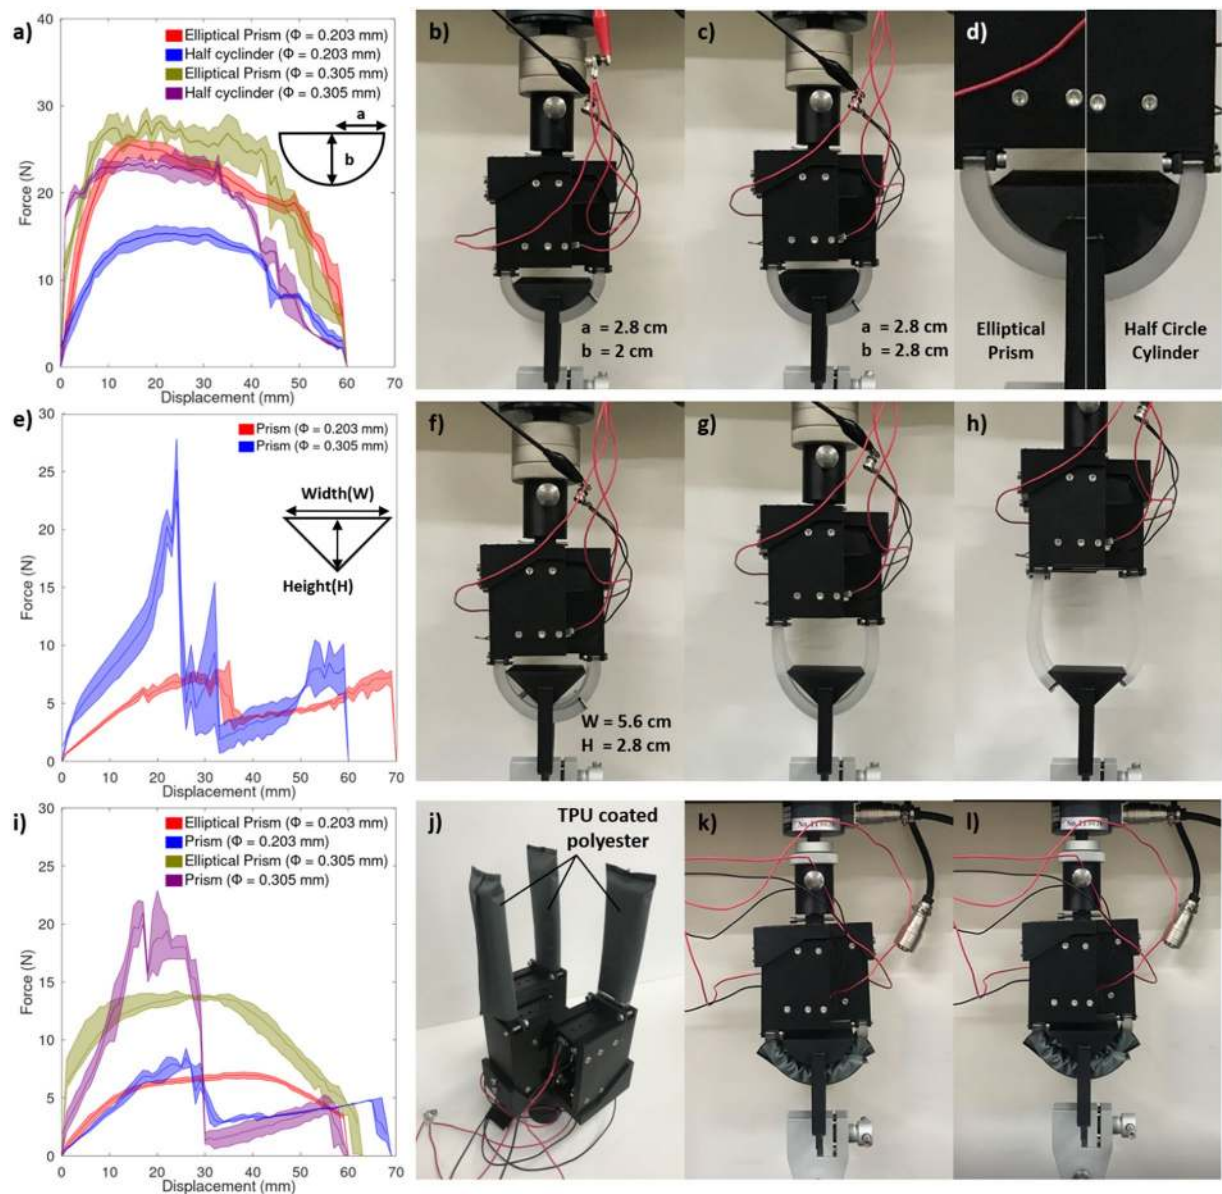 a)
Elliptical Prism (Φ = 0.203 mm)
Half cyclinder (Φ = 0.203 mm)
Elliptical Prism (Φ = 0.305 mm)
Half cyclinder (Φ = 0.305 mm)
a
b
40
30
20
10
0
Force (N)
0 10 20 30 40 50 60 70
Displacement (mm)
b)
a = 2.8 cm
b = 2 cm
c)
a = 2.8 cm
b = 2.8 cm
d)
Elliptical
Prism
Half Circle
Cylinder
e)
Prism (Φ = 0.203 mm)
Prism (Φ = 0.305 mm)
Width(W)
Height(H)
30
25
20
15
10
5
0
Force (N)
0 10 20 30 40 50 60 70
Displacement (mm)
f)
W = 5.6 cm
H = 2.8 cm
g)
h)
i)
Elliptical Prism (Φ = 0.203 mm)
Prism (Φ = 0.203 mm)
Elliptical Prism (Φ = 0.305 mm)
Prism (Φ = 0.305 mm)
30
25
20
15
10
5
0
Force (N)
0 10 20 30 40 50 60 70
Displacement (mm)
j)
TPU coated
polyester
k)
l)